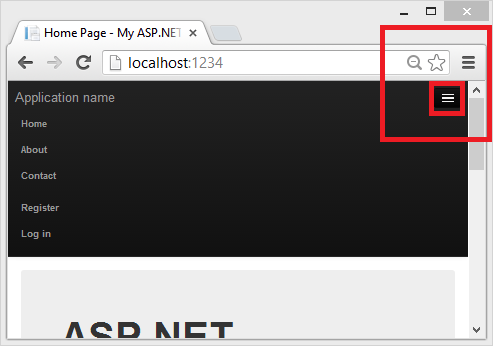 Home Page - My ASP.NET
localhost:1234
Application name
Home
About
Contact
Register
Log in
ASP.NET